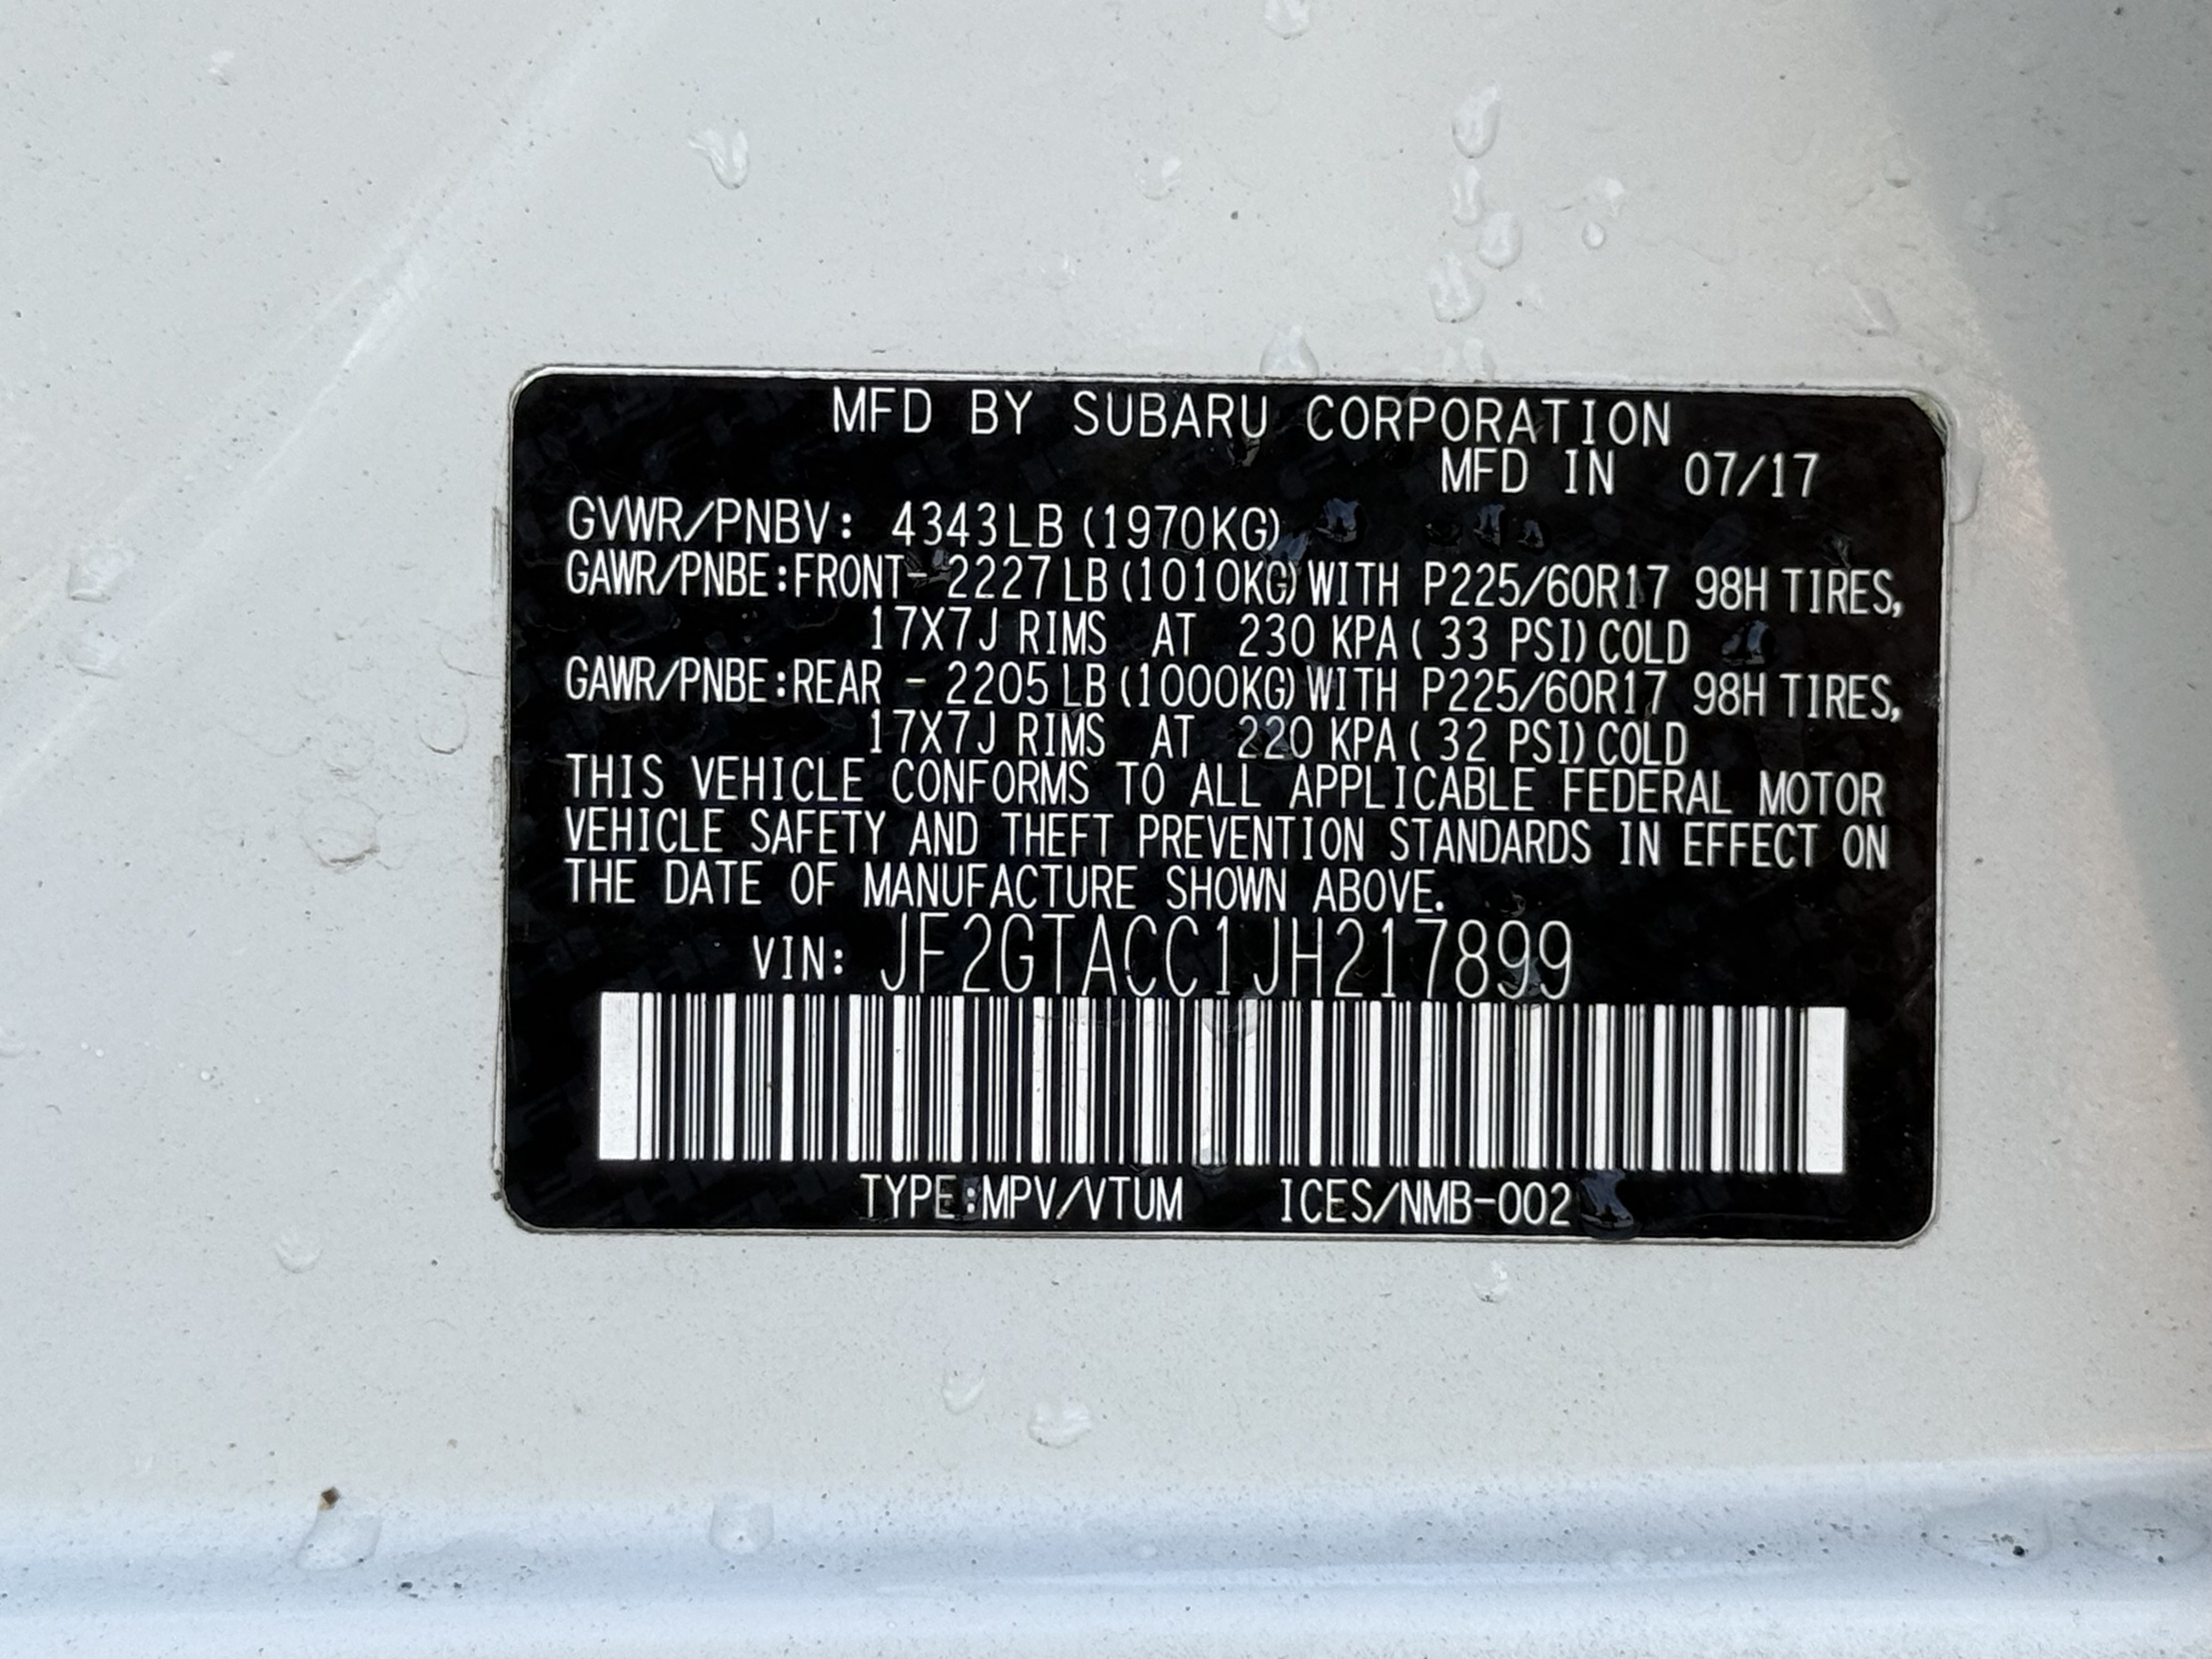 MFD BY SUBARU CORPORATION
MFD IN 07/17
GVWR/PNBV: 4343LB (1970KG)
GAWR/PNBE:FRONT- 2227 LB (1010KG) WITH P225/60R17 98H TIRES,
17X7J RIMS AT 230 KPA ( 33 PSI) COLD
GAWR/PNBE:REAR - 2205 LB (1000KG) WITH P225/60R17 98H TIRES,
17X7J RIMS AT 220 KPA ( 32 PSI) COLD
THIS VEHICLE CONFORMS TO ALL APPLICABLE FEDERAL MOTOR
VEHICLE SAFETY AND THEFT PREVENTION STANDARDS IN EFFECT ON
THE DATE OF MANUFACTURE SHOWN ABOVE.
VIN: JF2GTACC1JH217899
TYPE:MPV/VTUM ICES/NMB-002